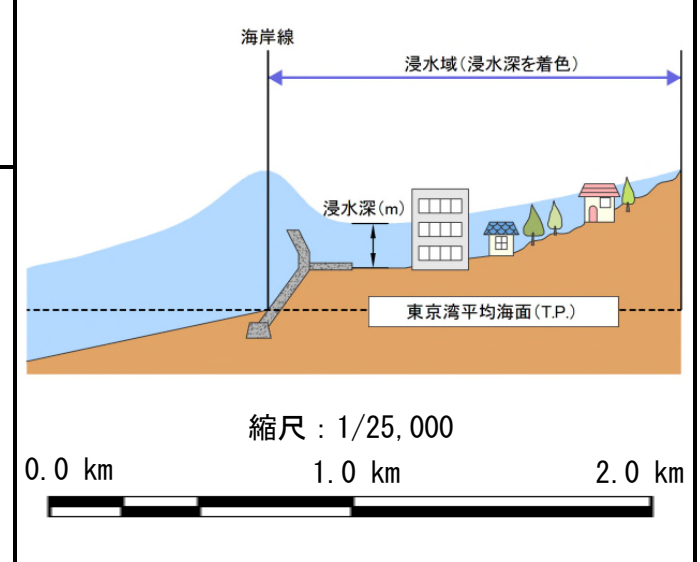 海岸線
浸水域(浸水深を着色)
浸水深(m)
東京湾平均海面(T.P.)
縮尺：1/25,000
0.0 km 1.0 km 2.0 km